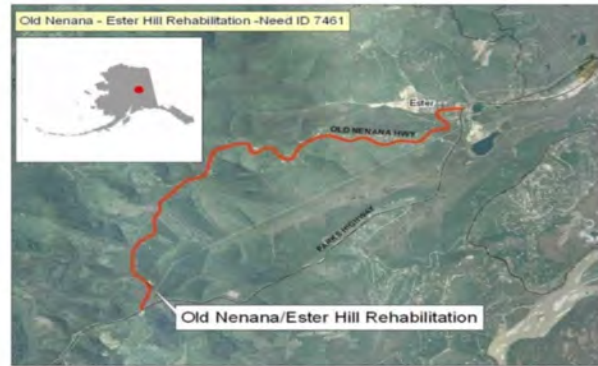 Old Nenana - Ester Hill Rehabilitation -Need ID 7461
Ester
OLD NENANA HWY
PARKS HIGHWAY
Old Nenana/Ester Hill Rehabilitation